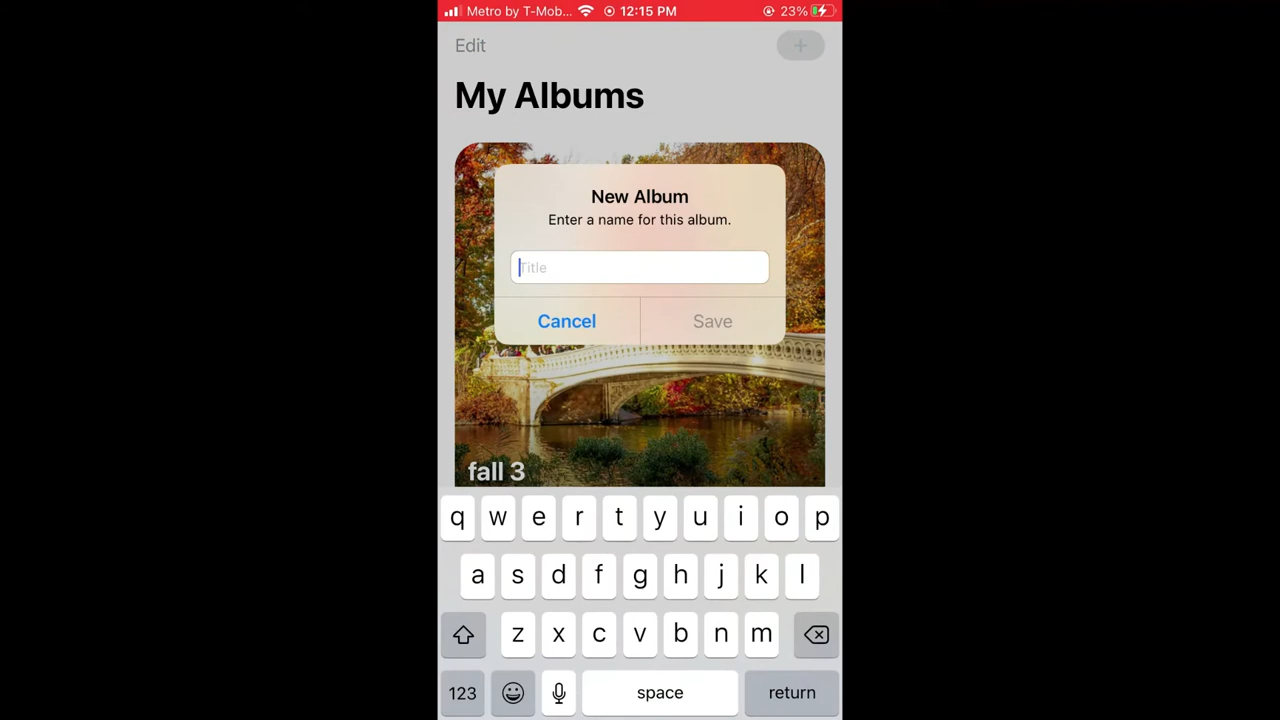 Metro by T-Mob... 12:15 PM 23%
Edit +
My Albums
New Album
Enter a name for this album.
Title
Cancel Save
fall 3
q w e r t y u i o p
a s d f g h j k l
z x c v b n m
123 space return